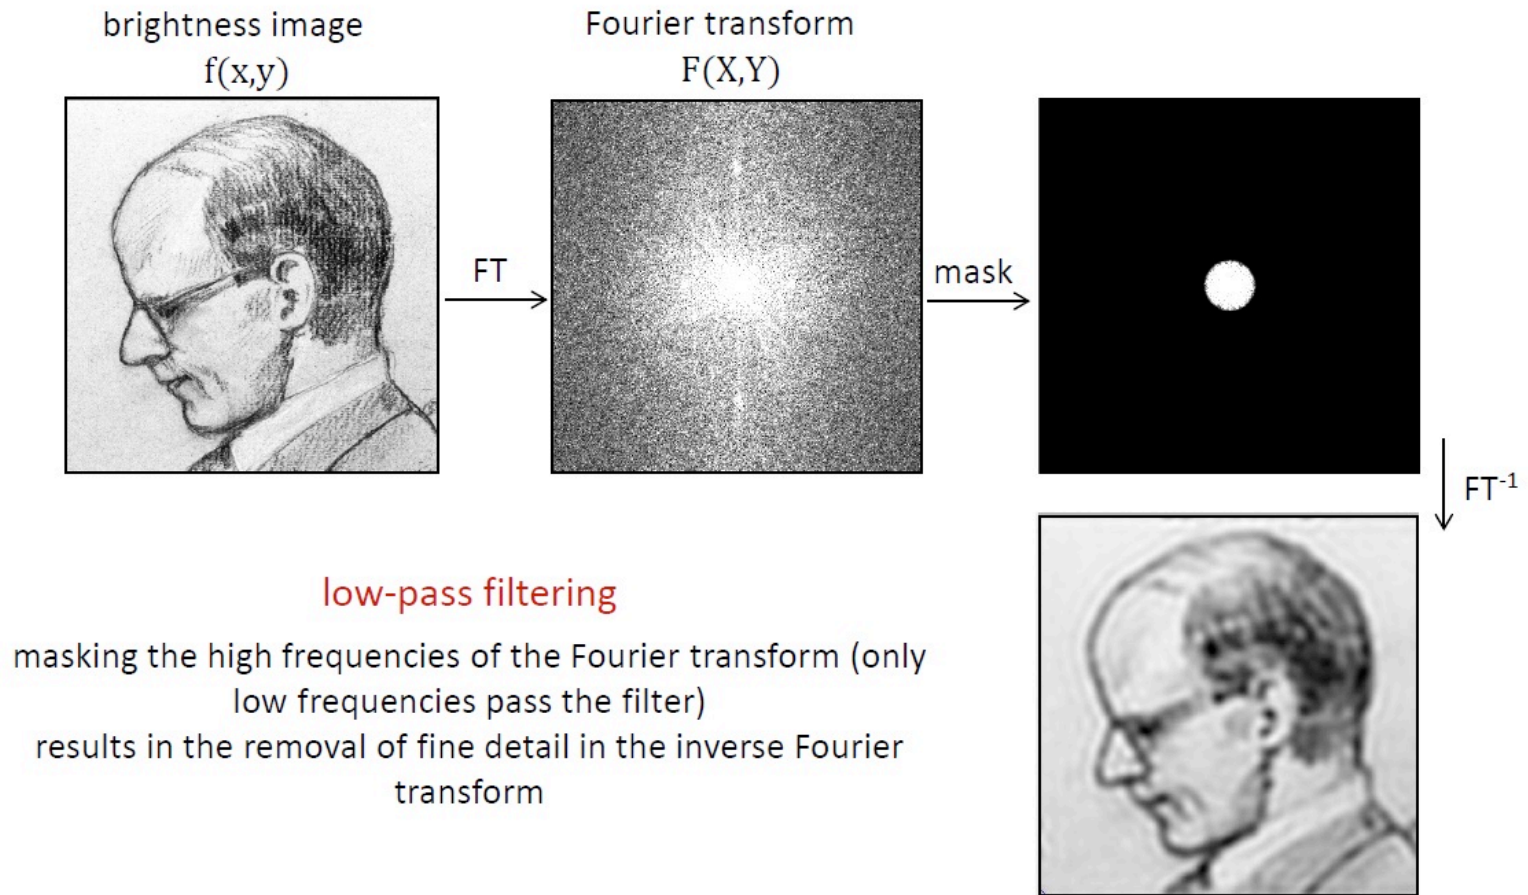 brightness image
f(x,y)
Fourier transform
F(X,Y)
FT
mask
FT-1
low-pass filtering
masking the high frequencies of the Fourier transform (only
low frequencies pass the filter)
results in the removal of fine detail in the inverse Fourier
transform